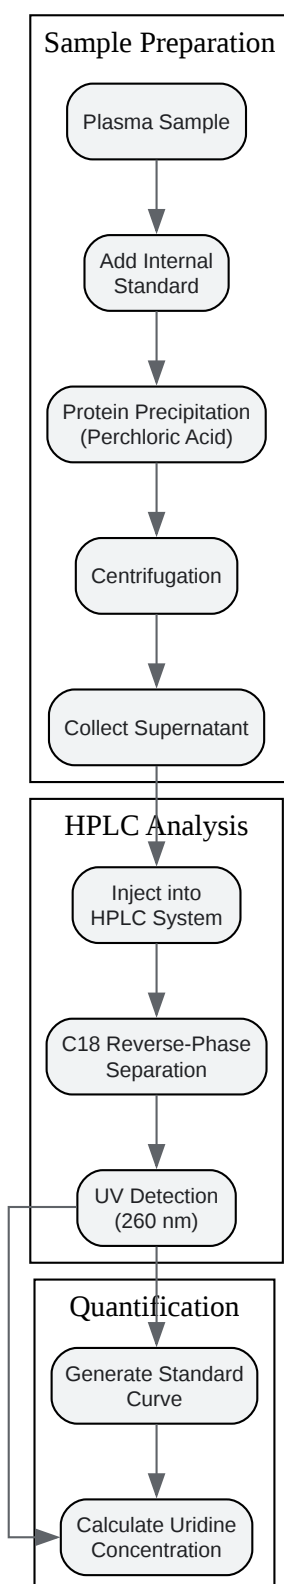 Sample Preparation
Plasma Sample
Add Internal
Standard
Protein Precipitation
(Perchloric Acid)
Centrifugation
Collect Supernatant
HPLC Analysis
Inject into
HPLC System
C18 Reverse-Phase
Separation
UV Detection
(260 nm)
Quantification
Generate Standard
Curve
Calculate Uridine
Concentration